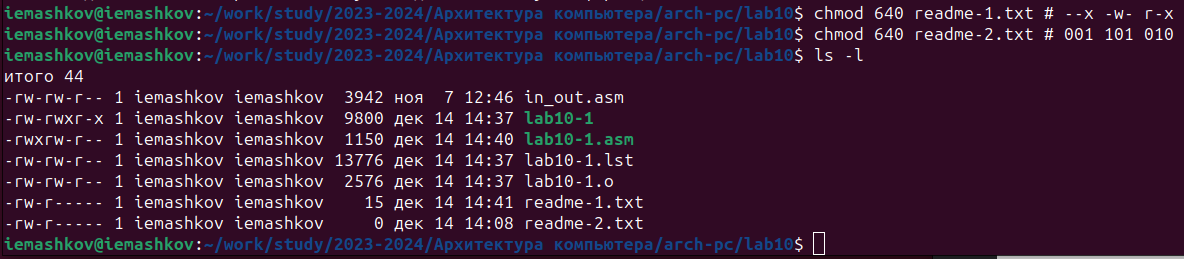 iemashkov@iemashkov:~/work/study/2023-2024/Архитектура компьютера/arch-pc/lab10$ chmod 640 readme-1.txt # --x -w- r-x
iemashkov@iemashkov:~/work/study/2023-2024/Архитектура компьютера/arch-pc/lab10$ chmod 640 readme-2.txt # 001 101 010
iemashkov@iemashkov:~/work/study/2023-2024/Архитектура компьютера/arch-pc/lab10$ ls -l
итого 44
-rw-rw-r-- 1 iemashkov iemashkov  3942 ноя  7 12:46 in_out.asm
-rw-rwxr-x 1 iemashkov iemashkov  9800 дек 14 14:37 lab10-1
-rwxrw-r-- 1 iemashkov iemashkov  1150 дек 14 14:40 lab10-1.asm
-rw-rw-r-- 1 iemashkov iemashkov 13776 дек 14 14:37 lab10-1.lst
-rw-rw-r-- 1 iemashkov iemashkov  2576 дек 14 14:37 lab10-1.o
-rw-r----- 1 iemashkov iemashkov    15 дек 14 14:41 readme-1.txt
-rw-r----- 1 iemashkov iemashkov     0 дек 14 14:08 readme-2.txt
iemashkov@iemashkov:~/work/study/2023-2024/Архитектура компьютера/arch-pc/lab10$